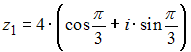 z₁ = 4 · (cos π/3 + i · sin π/3)